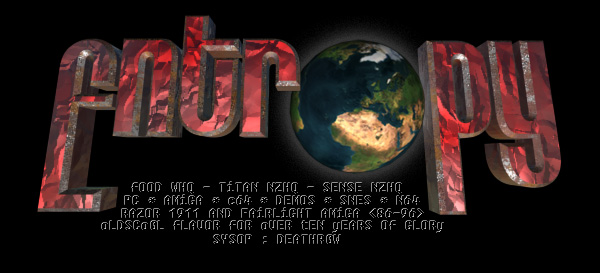 Entropy
FOOD WHQ - TiTAN NZHQ - SENSE NZHQ
PC * AMiGA * c64 * DEMOS * SNES * N64
RAZOR 1911 AND FAiRLiGHT AMiGA <86-96>
oLDSCoOL FLAVOR FOR oVER tEN yEARS OF GLORy
SYSOP : DEATHROW